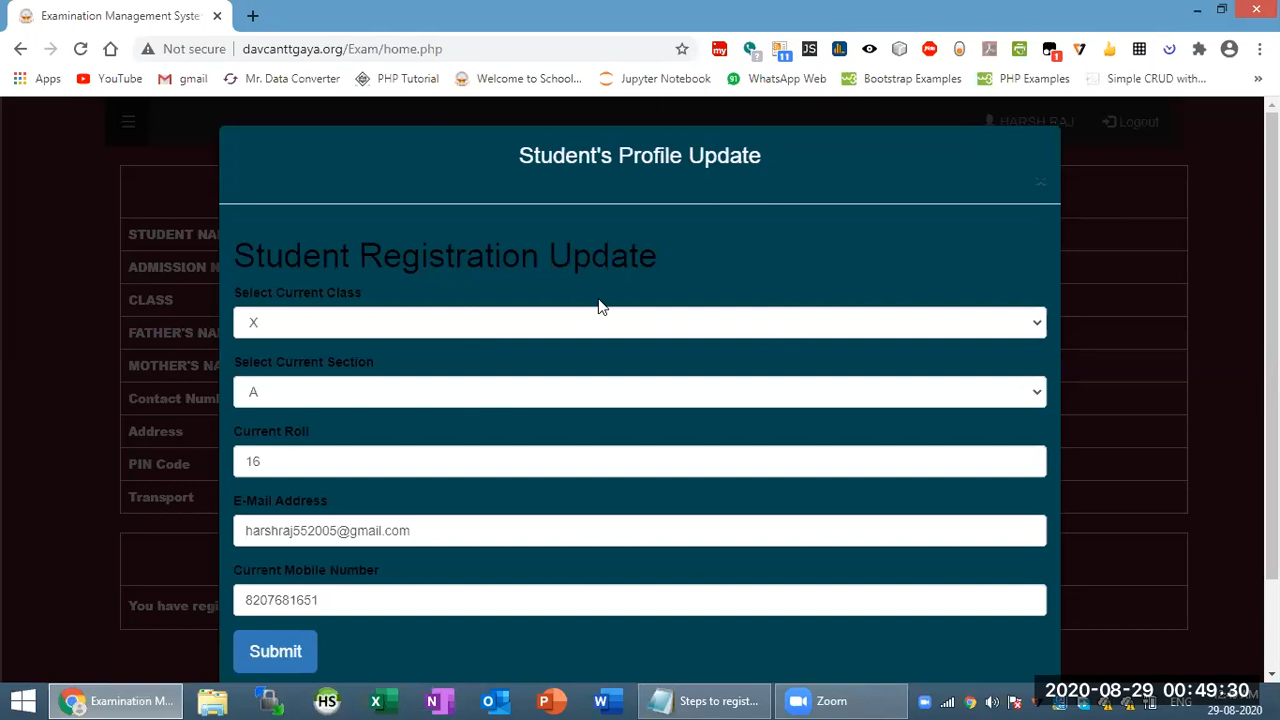 Examination Management Syste
Not secure davcanttgaya.org/Exam/home.php
Apps YouTube gmail Mr. Data Converter PHP Tutorial Welcome to School... Jupyter Notebook WhatsApp Web Bootstrap Examples PHP Examples Simple CRUD with... »
HARSH RAJ Logout
Student's Profile Update
STUDENT NA
ADMISSION N
CLASS
FATHER'S NA
MOTHER'S NA
Contact Numb
Address
PIN Code
Transport
You have regi
Student Registration Update
Select Current Class
X
Select Current Section
A
Current Roll
16
E-Mail Address
harshraj552005@gmail.com
Current Mobile Number
8207681651
Submit
Examination M... Steps to regist... Zoom ENG
2020-08-29 00:49:30
29-08-2020